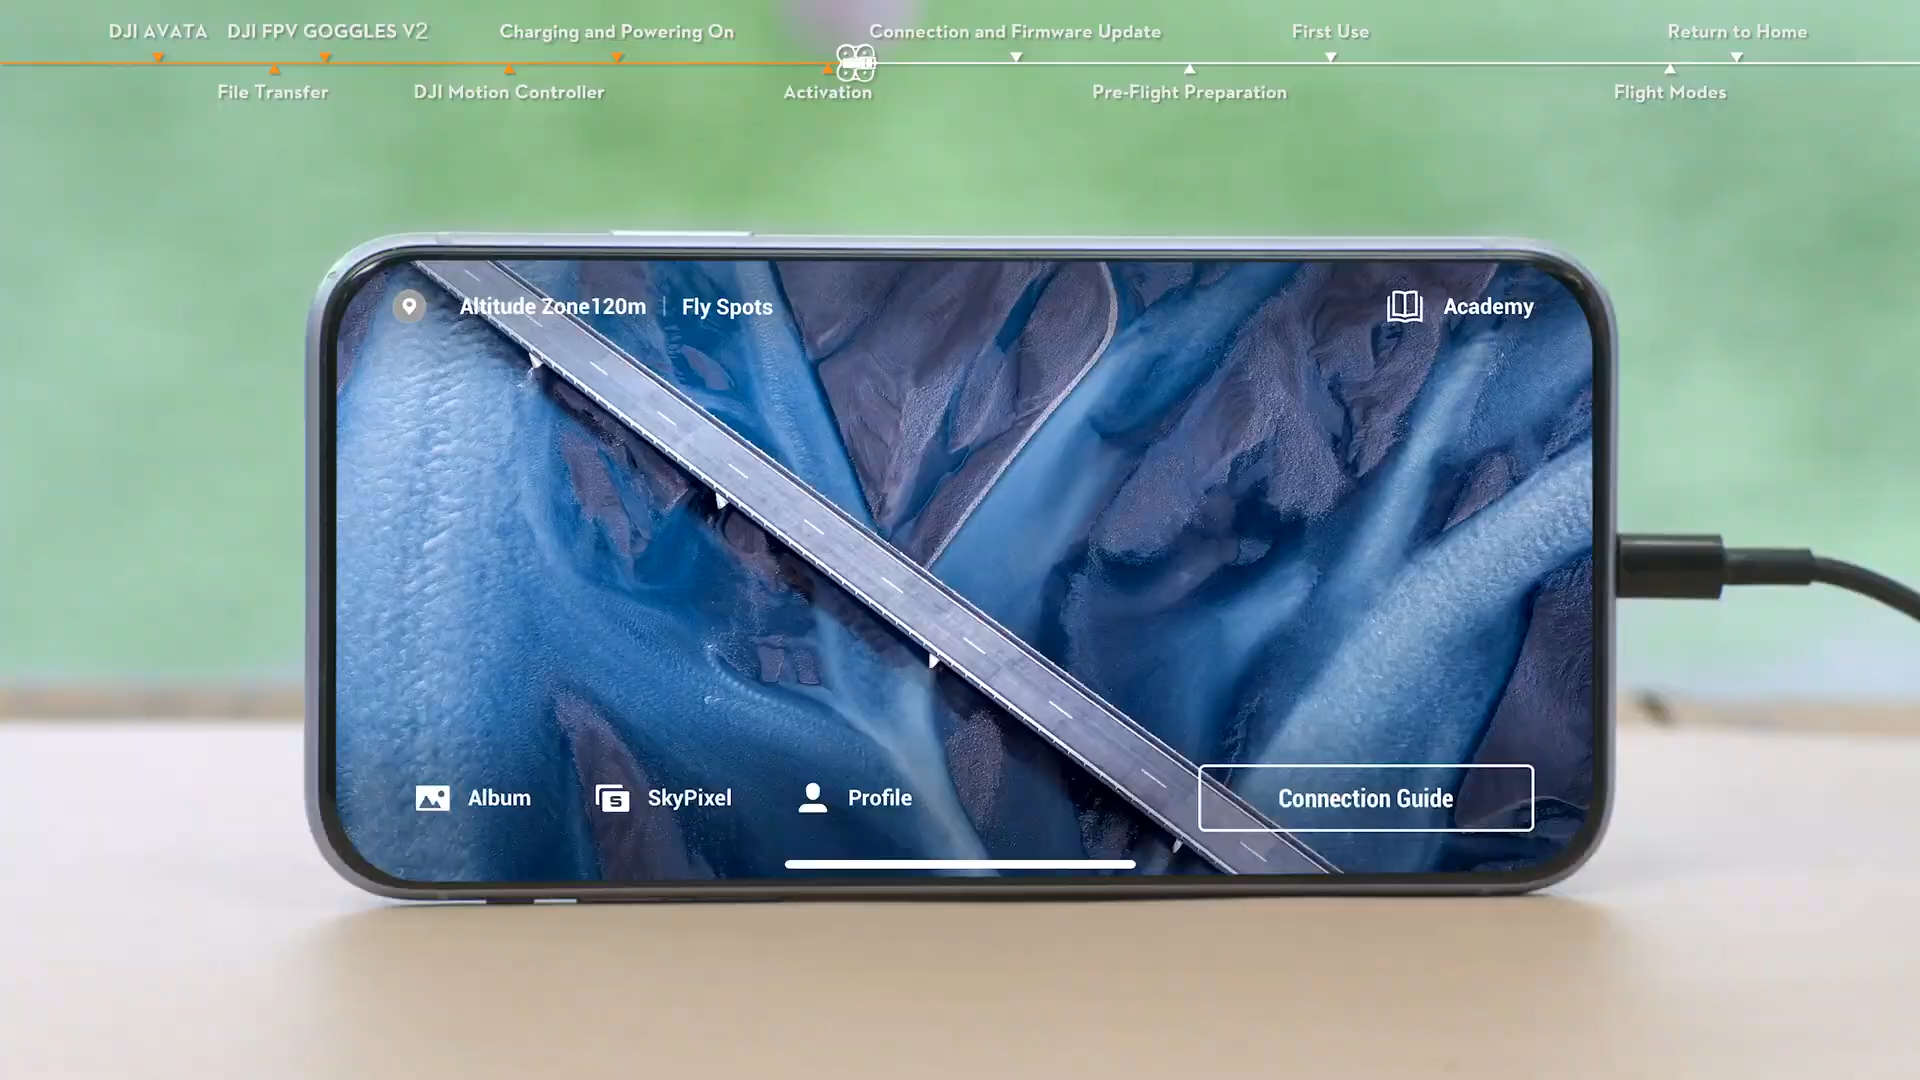 DJI AVATA DJI FPV GOGGLES V2 Charging and Powering On Connection and Firmware Update First Use Return to Home
File Transfer DJI Motion Controller Activation Pre-Flight Preparation Flight Modes
Altitude Zone120m | Fly Spots Academy
Album SkyPixel Profile Connection Guide